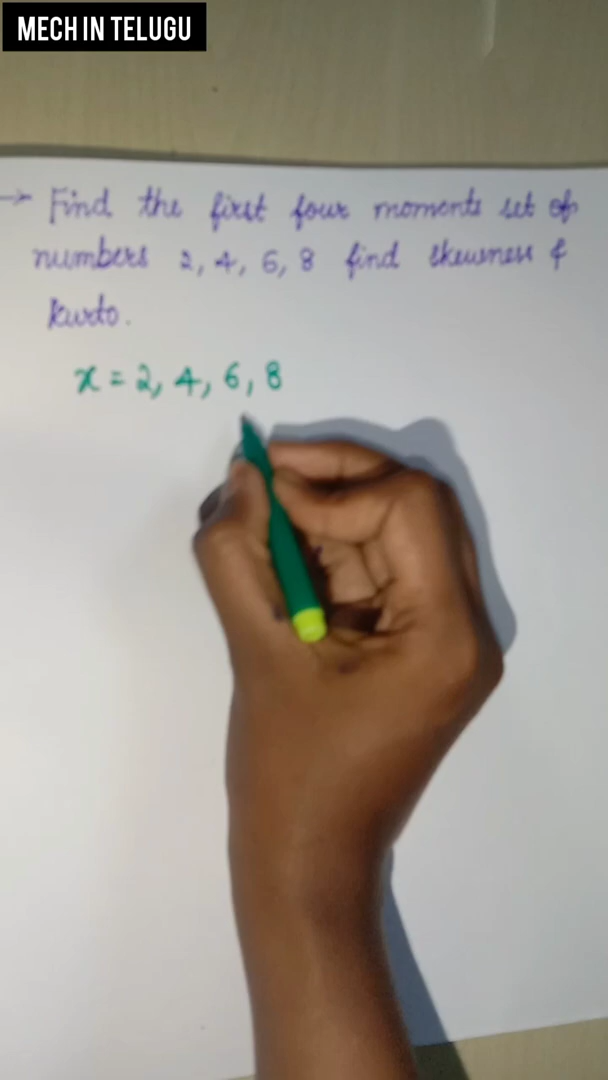 MECH IN TELUGU
→ Find the first four moments set of
numbers 2, 4, 6, 8 find skewness &
kurto.
x = 2, 4, 6, 8